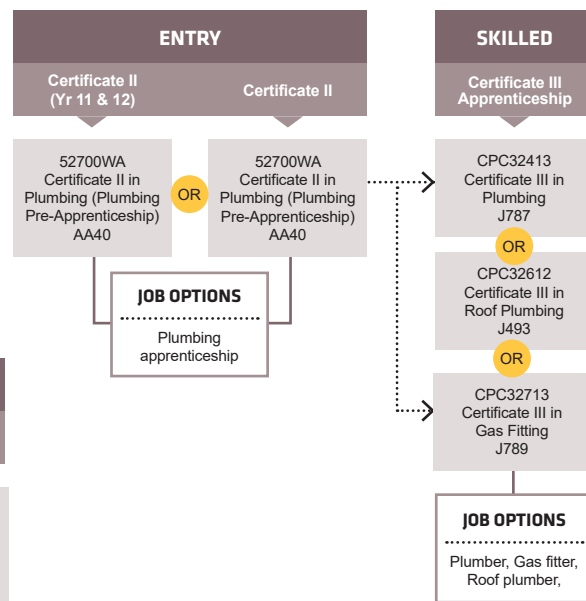 ENTRY
Certificate II
(Yr 11 & 12)
Certificate II
52700WA
Certificate II in
Plumbing (Plumbing
Pre-Apprenticeship)
AA40
OR
52700WA
Certificate II in
Plumbing (Plumbing
Pre-Apprenticeship)
AA40
JOB OPTIONS
Plumbing
apprenticeship
SKILLED
Certificate III
Apprenticeship
CPC32413
Certificate III in
Plumbing
J787
OR
CPC32612
Certificate III in
Roof Plumbing
J493
OR
CPC32713
Certificate III in
Gas Fitting
J789
JOB OPTIONS
Plumber, Gas fitter,
Roof plumber,